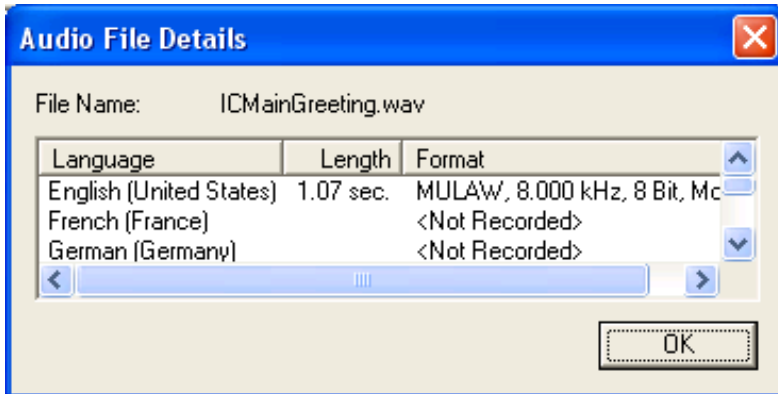 Audio File Details
File Name: ICMainGreeting.wav
Language Length Format
English (United States) 1.07 sec. MULAW, 8.000 kHz, 8 Bit, Mc
French (France) <Not Recorded>
German (Germany) <Not Recorded>
OK